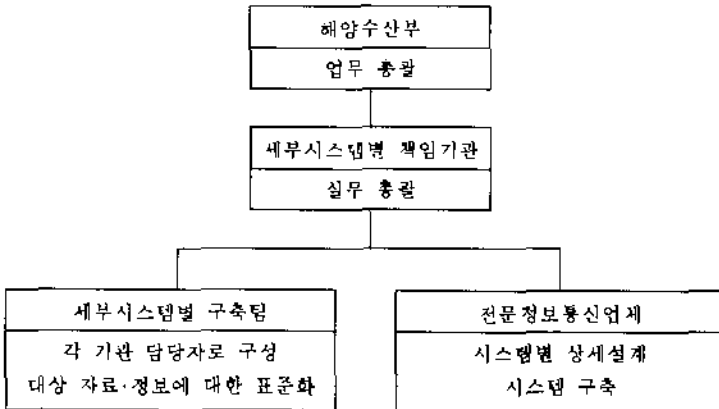 해양수산부
업무 총괄
세부시스템별 책임기관
실무 총괄
세부시스템별 구축팀
각 기관 담당자로 구성
대상 자료·정보에 대한 표준화
전문정보통신업체
시스템별 상세설계
시스템 구축